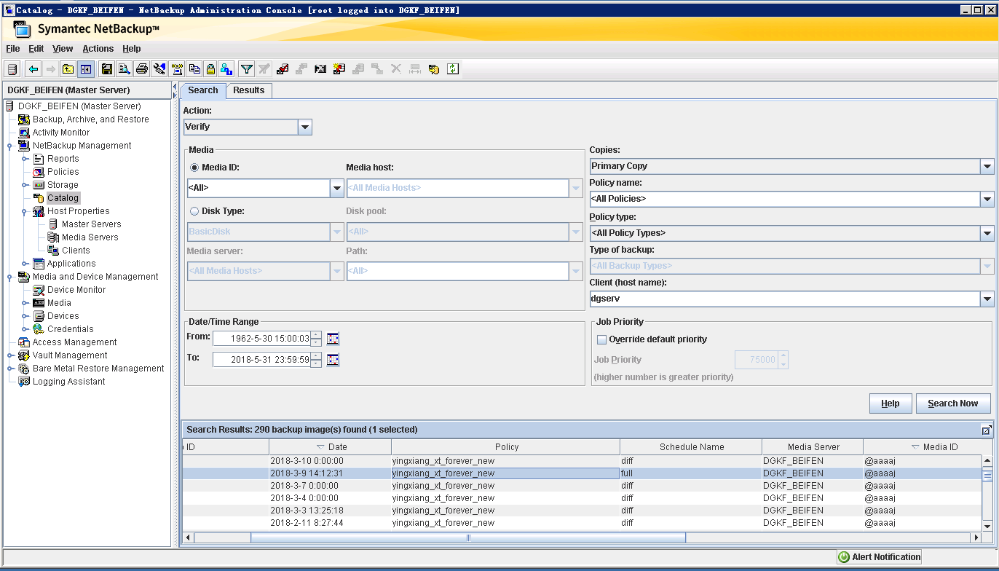 Catalog - DGKF_BEIFEN - NetBackup Administration Console [root logged into DGKF_BEIFEN]
Symantec NetBackup™
File Edit View Actions Help
DGKF_BEIFEN (Master Server)
DGKF_BEIFEN (Master Server)
Backup, Archive, and Restore
Activity Monitor
NetBackup Management
Reports
Policies
Storage
Catalog
Host Properties
Master Servers
Media Servers
Clients
Applications
Media and Device Management
Device Monitor
Media
Devices
Credentials
Access Management
Vault Management
Bare Metal Restore Management
Logging Assistant
Search Results
Action:
Verify
Media
Media ID: Media host:
<All> <All Media Hosts>
Disk Type: Disk pool:
BasicDisk <All>
Media server: Path:
<All Media Hosts> <All>
Copies:
Primary Copy
Policy name:
<All Policies>
Policy type:
<All Policy Types>
Type of backup:
<All Backup Types>
Client (host name):
dgserv
Date/Time Range
From: 1962-5-30 15:00:03
To: 2018-5-31 23:59:59
Job Priority
Override default priority
Job Priority 75000
(higher number is greater priority)
Help Search Now
Search Results: 290 backup image(s) found (1 selected)
ID Date Policy Schedule Name Media Server Media ID
2018-3-10 0:00:00 yingxiang_xt_forever_new diff DGKF_BEIFEN @aaaaj
2018-3-9 14:12:31 yingxiang_xt_forever_new full DGKF_BEIFEN @aaaaj
2018-3-7 0:00:00 yingxiang_xt_forever_new diff DGKF_BEIFEN @aaaaj
2018-3-4 0:00:00 yingxiang_xt_forever_new diff DGKF_BEIFEN @aaaaj
2018-3-3 13:25:18 yingxiang_xt_forever_new diff DGKF_BEIFEN @aaaaj
2018-2-11 8:27:44 yingxiang_xt_forever_new diff DGKF_BEIFEN @aaaaj
Alert Notification